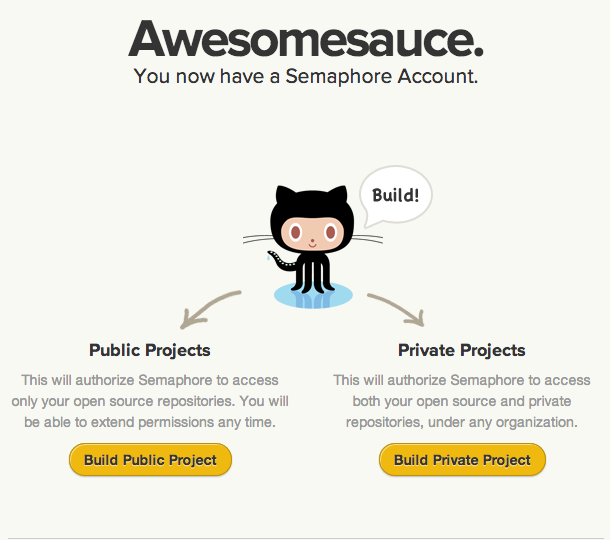 Awesomesauce.
You now have a Semaphore Account.
Build!
Public Projects
This will authorize Semaphore to access
only your open source repositories. You will
be able to extend permissions any time.
Build Public Project
Private Projects
This will authorize Semaphore to access
both your open source and private
repositories, under any organization.
Build Private Project